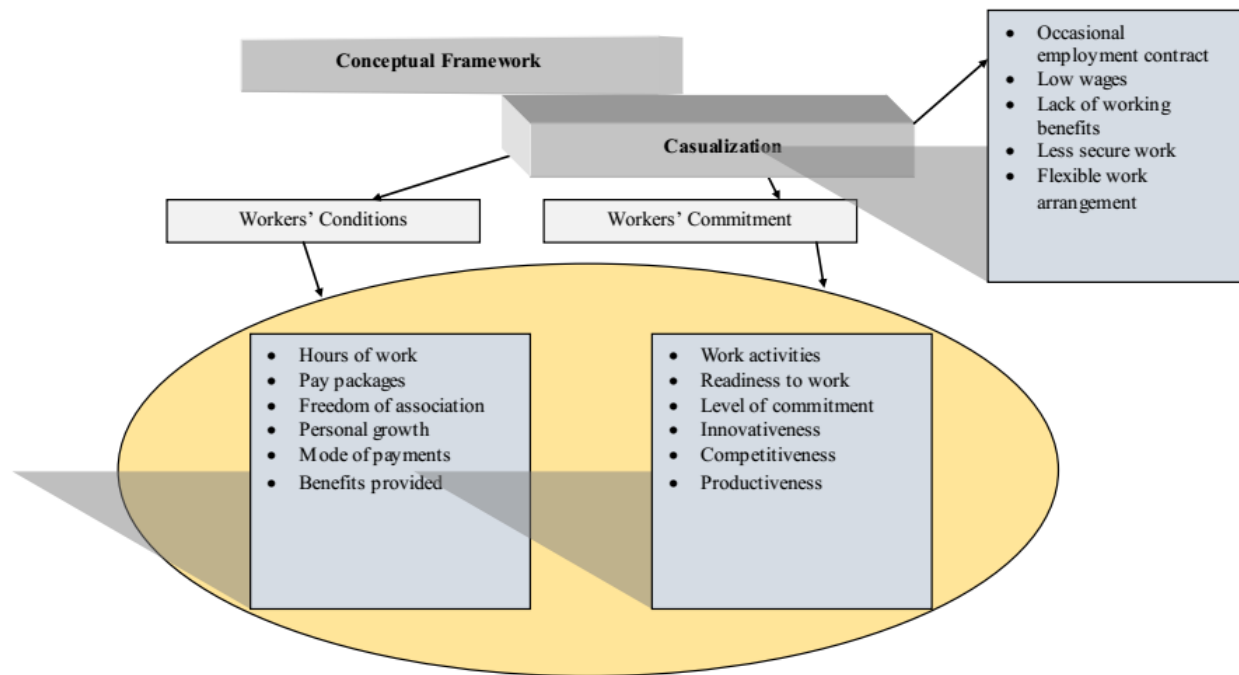 Conceptual Framework
Casualization
• Occasional
employment contract
• Low wages
• Lack of working
benefits
• Less secure work
• Flexible work
arrangement
Workers’ Conditions
Workers’ Commitment
• Hours of work
• Pay packages
• Freedom of association
• Personal growth
• Mode of payments
• Benefits provided
• Work activities
• Readiness to work
• Level of commitment
• Innovativeness
• Competitiveness
• Productiveness